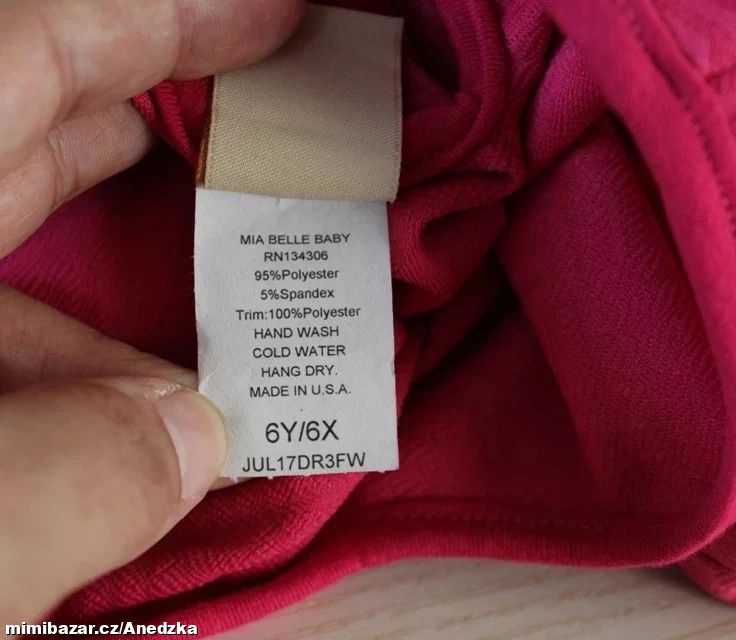 MIA BELLE BABY
RN134306
95%Polyester
5%Spandex
Trim:100%Polyester
HAND WASH
COLD WATER
HANG DRY.
MADE IN U.S.A.
6Y/6X
JUL17DR3FW
mimibazar.cz/Anedzka